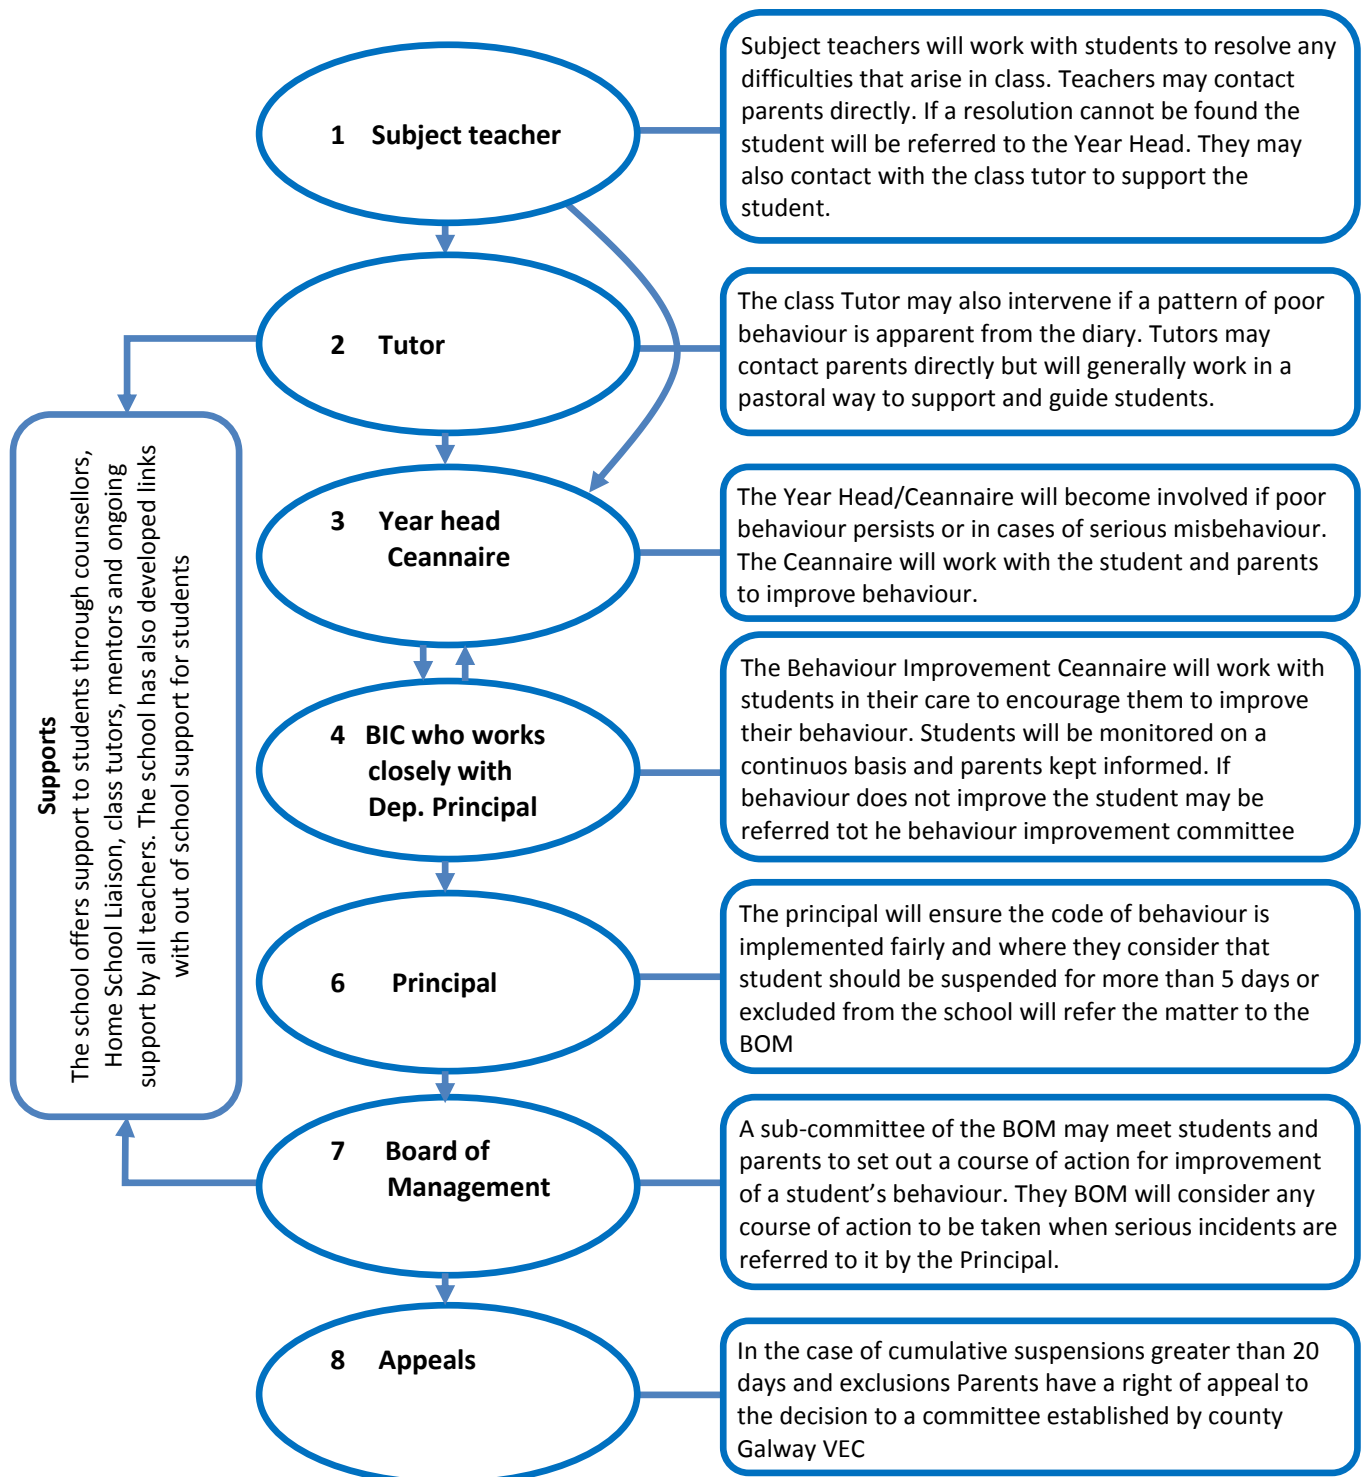 1 Subject teacher
Subject teachers will work with students to resolve any
difficulties that arise in class. Teachers may contact
parents directly. If a resolution cannot be found the
student will be referred to the Year Head. They may
also contact with the class tutor to support the
student.
2 Tutor
The class Tutor may also intervene if a pattern of poor
behaviour is apparent from the diary. Tutors may
contact parents directly but will generally work in a
pastoral way to support and guide students.
Supports
The school offers support to students through counsellors,
Home School Liaison, class tutors, mentors and ongoing
support by all teachers. The school has also developed links
with out of school support for students
3 Year head
Ceannaire
The Year Head/Ceannaire will become involved if poor
behaviour persists or in cases of serious misbehaviour.
The Ceannaire will work with the student and parents
to improve behaviour.
4 BIC who works
closely with
Dep. Principal
The Behaviour Improvement Ceannaire will work with
students in their care to encourage them to improve
their behaviour. Students will be monitored on a
continuos basis and parents kept informed. If
behaviour does not improve the student may be
referred tot he behaviour improvement committee
6 Principal
The principal will ensure the code of behaviour is
implemented fairly and where they consider that
student should be suspended for more than 5 days or
excluded from the school will refer the matter to the
BOM
7 Board of
Management
A sub-committee of the BOM may meet students and
parents to set out a course of action for improvement
of a student’s behaviour. They BOM will consider any
course of action to be taken when serious incidents are
referred to it by the Principal.
8 Appeals
In the case of cumulative suspensions greater than 20
days and exclusions Parents have a right of appeal to
the decision to a committee established by county
Galway VEC